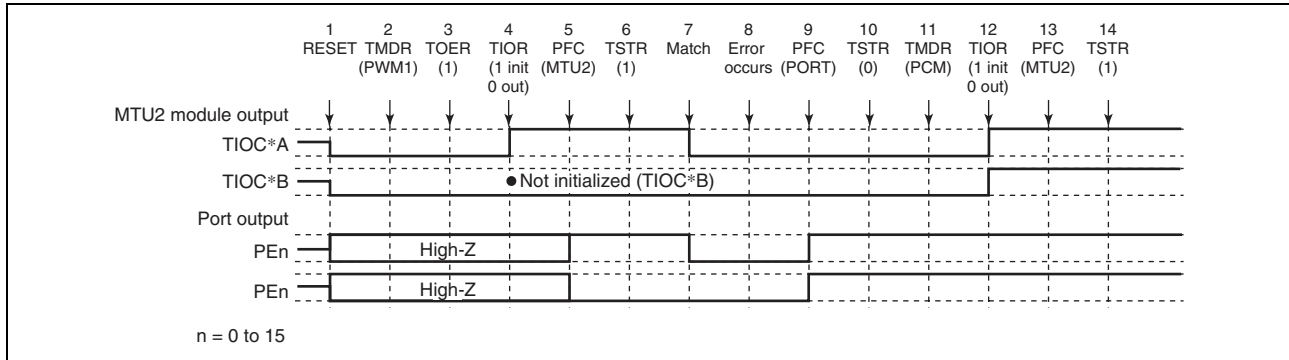 1 2 3 4 5 6 7 8 9 10 11 12 13 14
RESET TMDR TOER TIOR PFC TSTR Match Error PFC TSTR TMDR TIOR PFC TSTR
(PWM1) (1) (1 init (MTU2) (1) occurs (PORT) (0) (PCM) (1 init (MTU2) (1)
0 out) 0 out)
MTU2 module output
TIOC*A
TIOC*B
● Not initialized (TIOC*B)
Port output
PEn
High-Z
PEn
High-Z
n = 0 to 15